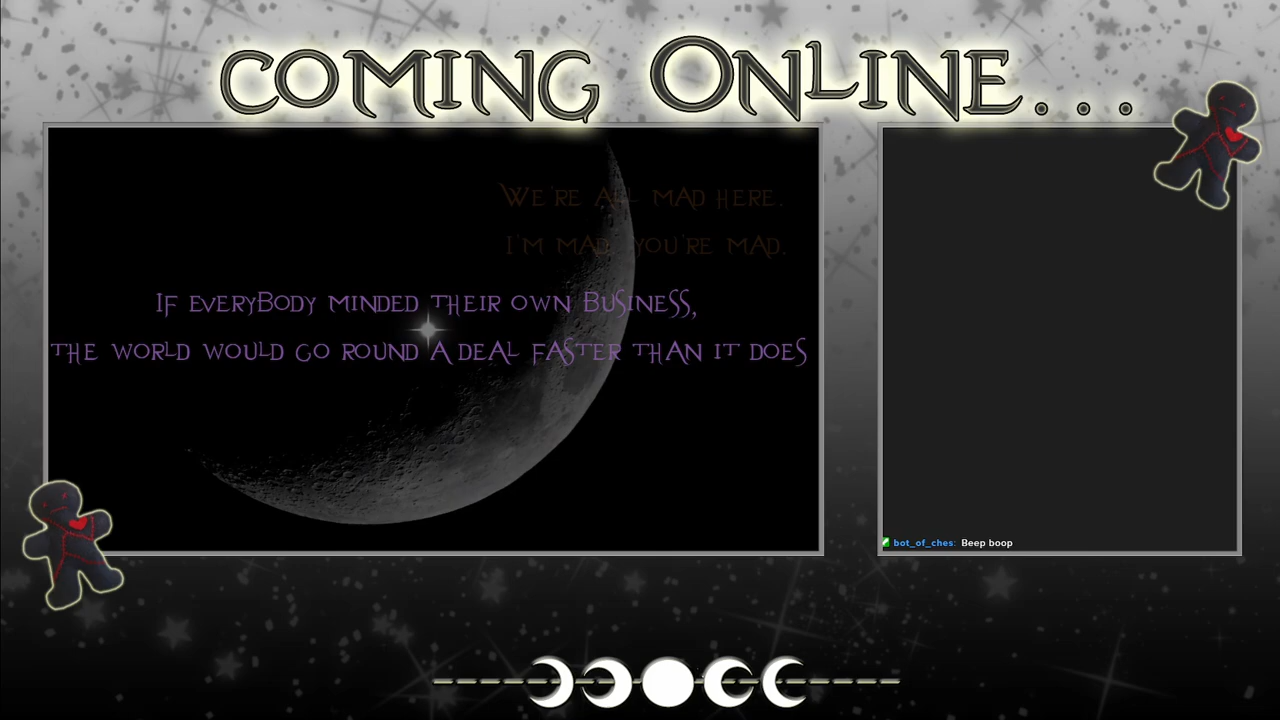 COMING ONLINE...
WE'RE ALL MAD HERE.
I'M MAD. YOU'RE MAD.
IF EVERYBODY MINDED THEIR OWN BUSINESS,
THE WORLD WOULD GO ROUND A DEAL FASTER THAN IT DOES
bot_of_ches: Beep boop